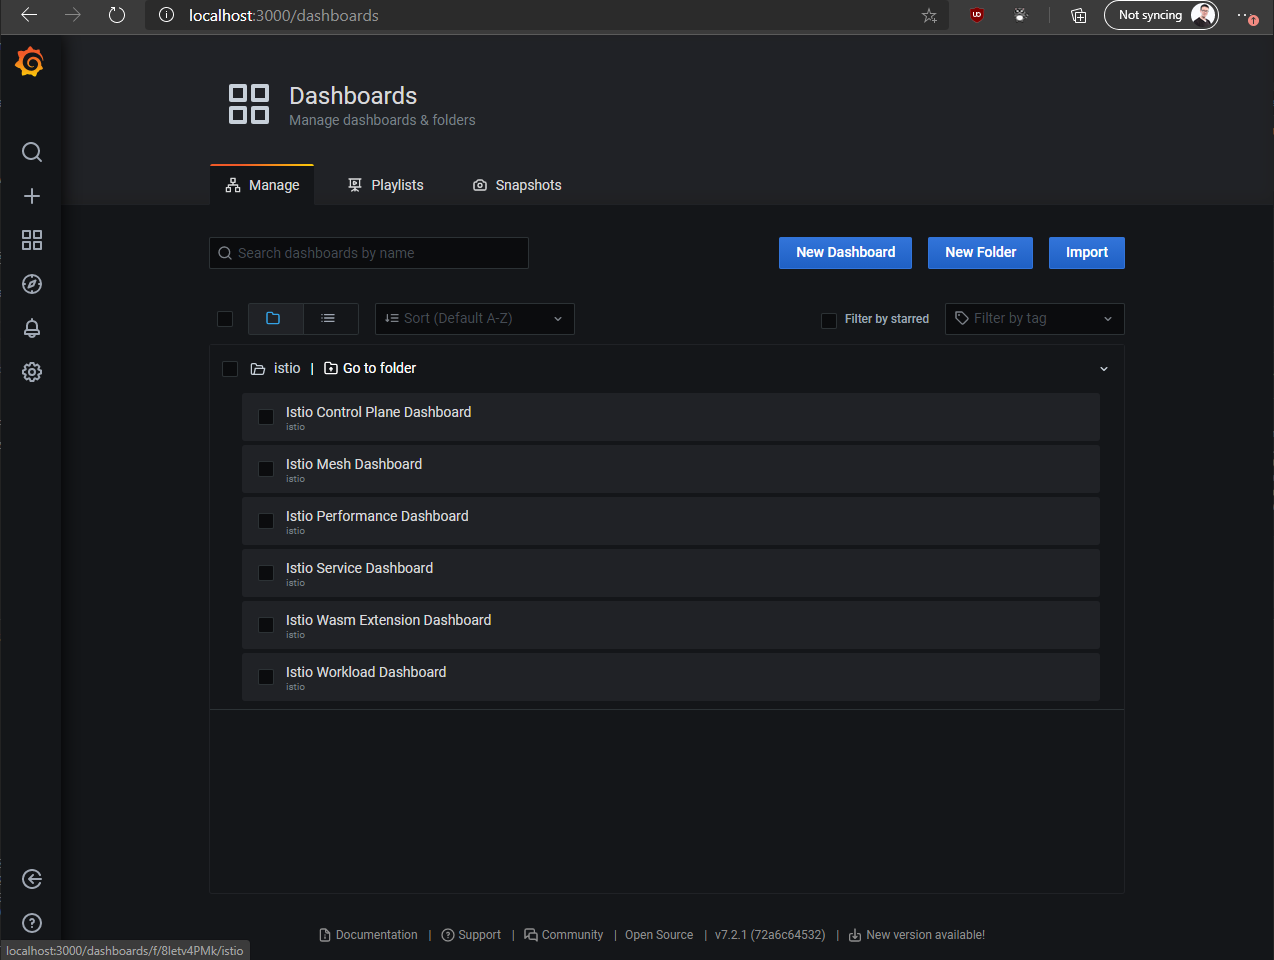 localhost:3000/dashboards
Not syncing
Dashboards
Manage dashboards & folders
Manage
Playlists
Snapshots
Search dashboards by name
New Dashboard
New Folder
Import
Sort (Default A-Z)
Filter by starred
Filter by tag
istio | Go to folder
Istio Control Plane Dashboard
istio
Istio Mesh Dashboard
istio
Istio Performance Dashboard
istio
Istio Service Dashboard
istio
Istio Wasm Extension Dashboard
istio
Istio Workload Dashboard
istio
Documentation | Support | Community | Open Source | v7.2.1 (72a6c64532) | New version available!
localhost:3000/dashboards/f/8letv4PMk/istio